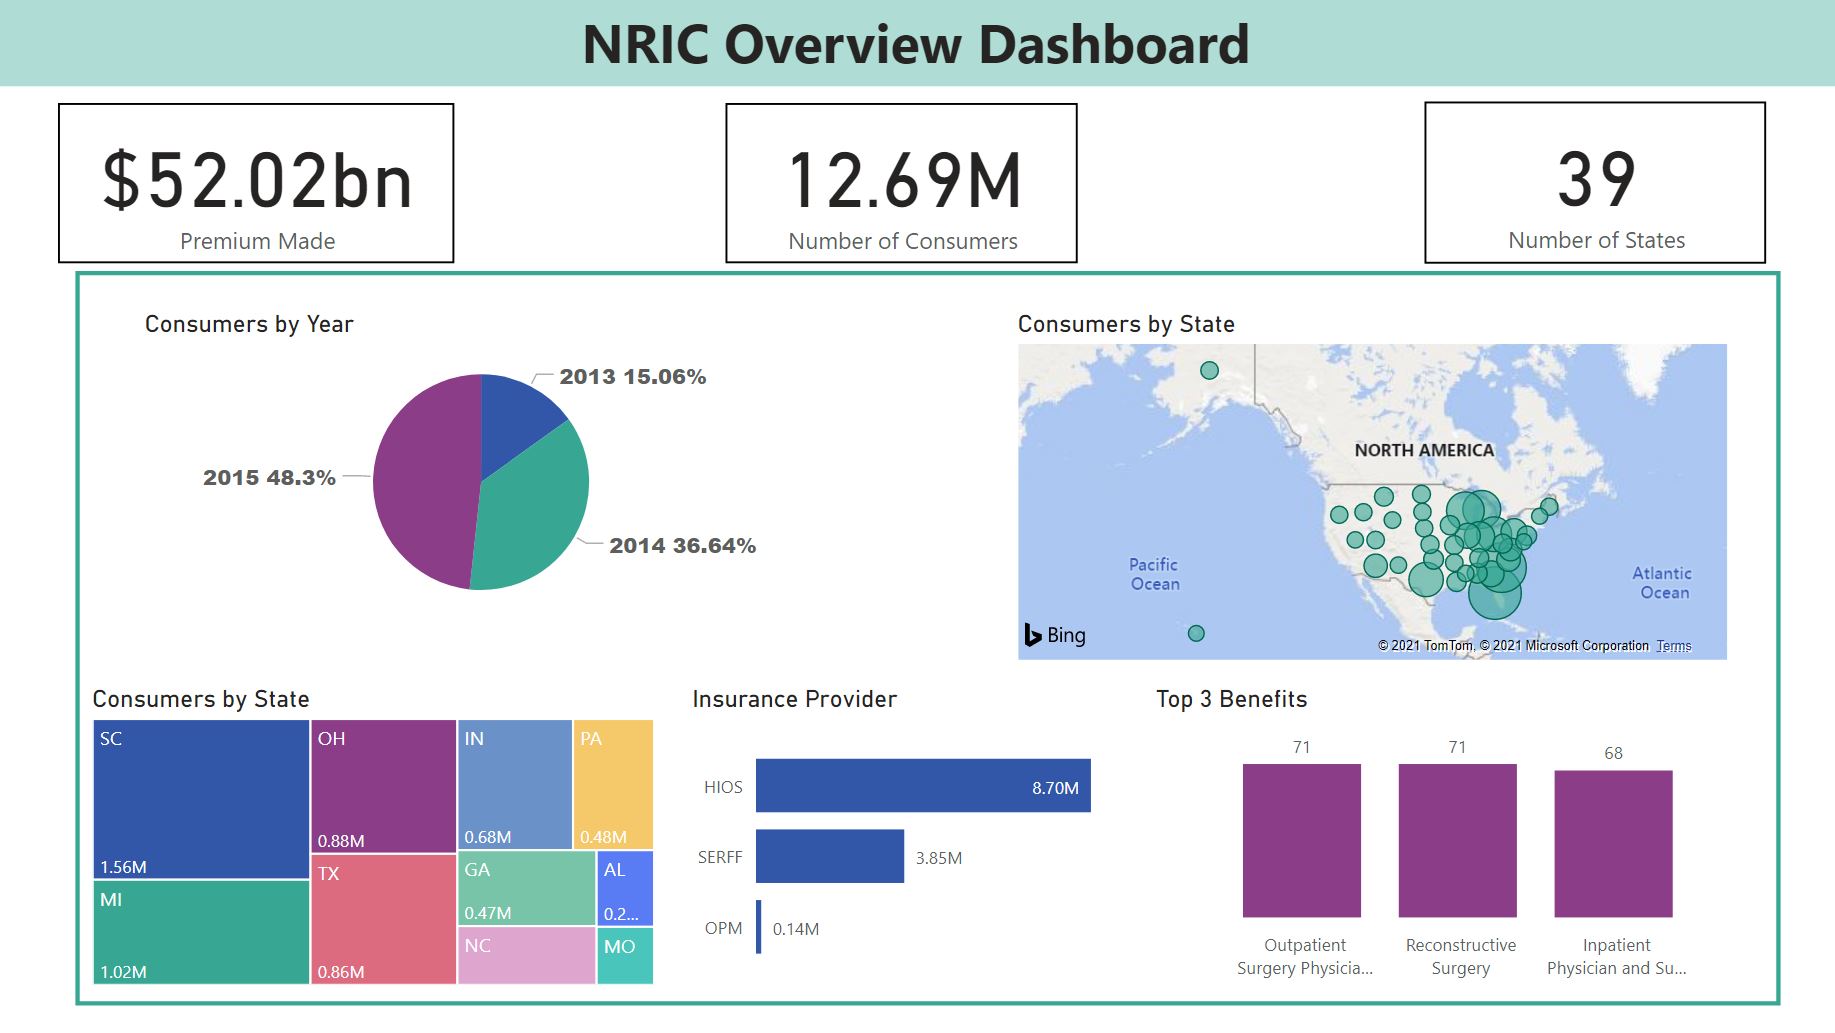 NRIC Overview Dashboard
$52.02bn
Premium Made
12.69M
Number of Consumers
39
Number of States
Consumers by Year
2013 15.06%
2015 48.3%
2014 36.64%
Consumers by State
NORTH AMERICA
Pacific
Ocean
Atlantic
Ocean
Bing
© 2021 TomTom, © 2021 Microsoft Corporation Terms
Consumers by State
SC
1.56M
MI
1.02M
OH
0.88M
TX
0.86M
IN
0.68M
PA
0.48M
GA
0.47M
AL
0.2...
NC
MO
Insurance Provider
HIOS
8.70M
SERFF
3.85M
OPM
0.14M
Top 3 Benefits
71
71
68
Outpatient
Surgery Physicia...
Reconstructive
Surgery
Inpatient
Physician and Su...